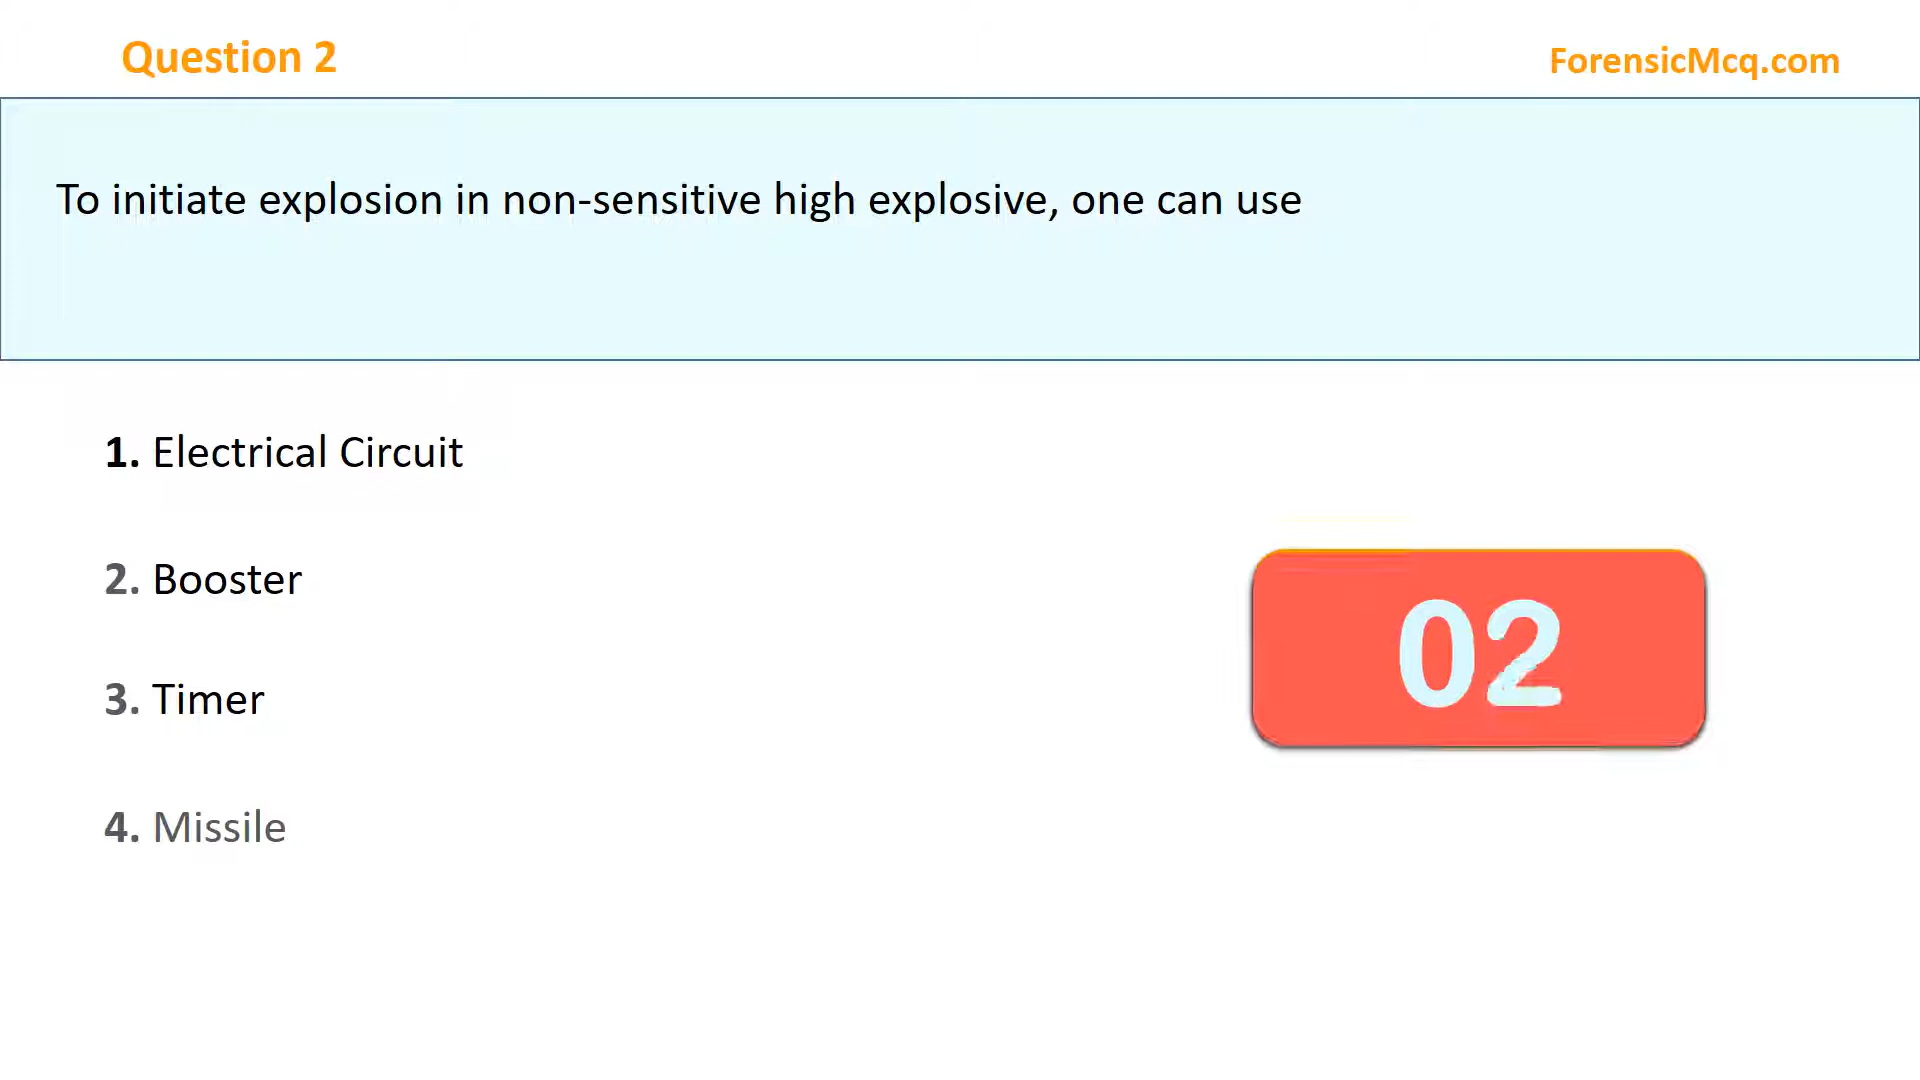 Question 2
ForensicMcq.com
To initiate explosion in non-sensitive high explosive, one can use
1. Electrical Circuit
2. Booster
3. Timer
4. Missile
02